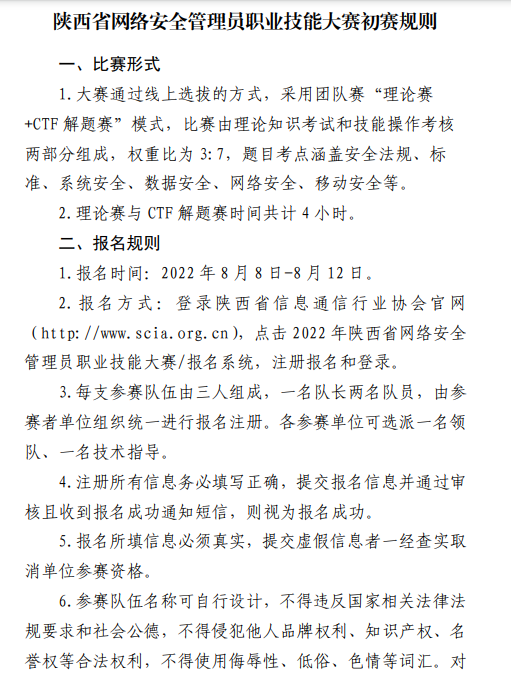 陕西省网络安全管理员职业技能大赛初赛规则
一、比赛形式
1.大赛通过线上选拔的方式，采用团队赛“理论赛
+CTF 解题赛”模式，比赛由理论知识考试和技能操作考核
两部分组成，权重比为 3:7，题目考点涵盖安全法规、标
准、系统安全、数据安全、网络安全、移动安全等。
2.理论赛与 CTF 解题赛时间共计 4 小时。
二、报名规则
1.报名时间：2022 年 8 月 8 日-8 月 12 日。
2.报名方式：登录陕西省信息通信行业协会官网
（http://www.scia.org.cn），点击 2022 年陕西省网络安全
管理员职业技能大赛/报名系统，注册报名和登录。
3.每支参赛队伍由三人组成，一名队长两名队员，由参
赛者单位组织统一进行报名注册。各参赛单位可选派一名领
队、一名技术指导。
4.注册所有信息务必填写正确，提交报名信息并通过审
核且收到报名成功通知短信，则视为报名成功。
5.报名所填信息必须真实，提交虚假信息者一经查实取
消单位参赛资格。
6.参赛队伍名称可自行设计，不得违反国家相关法律法
规要求和社会公德，不得侵犯他人品牌权利、知识产权、名
誉权等合法权利，不得使用侮辱性、低俗、色情等词汇。对